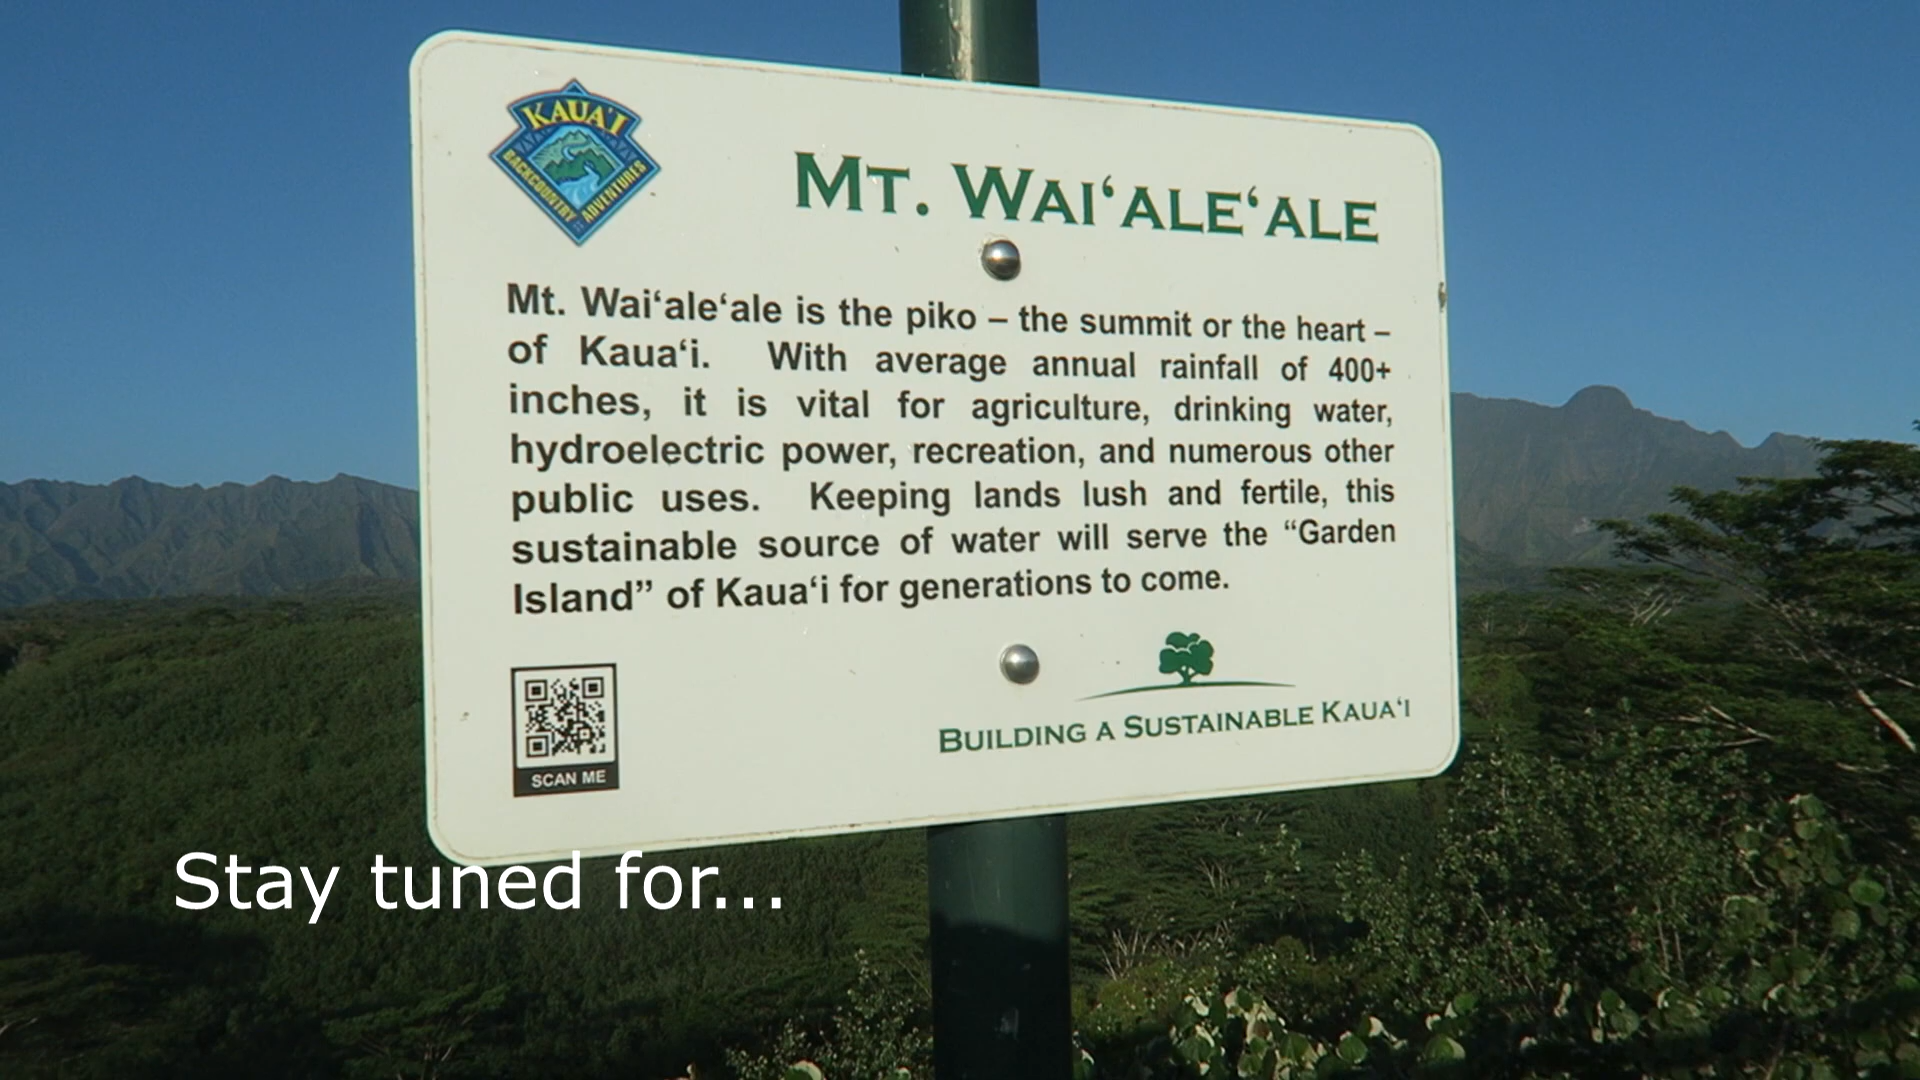 KAUA'I
BACKCOUNTRY ADVENTURES
MT. WAI‘ALE‘ALE
Mt. Wai‘ale‘ale is the piko – the summit or the heart –
of Kaua‘i. With average annual rainfall of 400+
inches, it is vital for agriculture, drinking water,
hydroelectric power, recreation, and numerous other
public uses. Keeping lands lush and fertile, this
sustainable source of water will serve the “Garden
Island” of Kaua‘i for generations to come.
SCAN ME
BUILDING A SUSTAINABLE KAUA‘I
Stay tuned for...